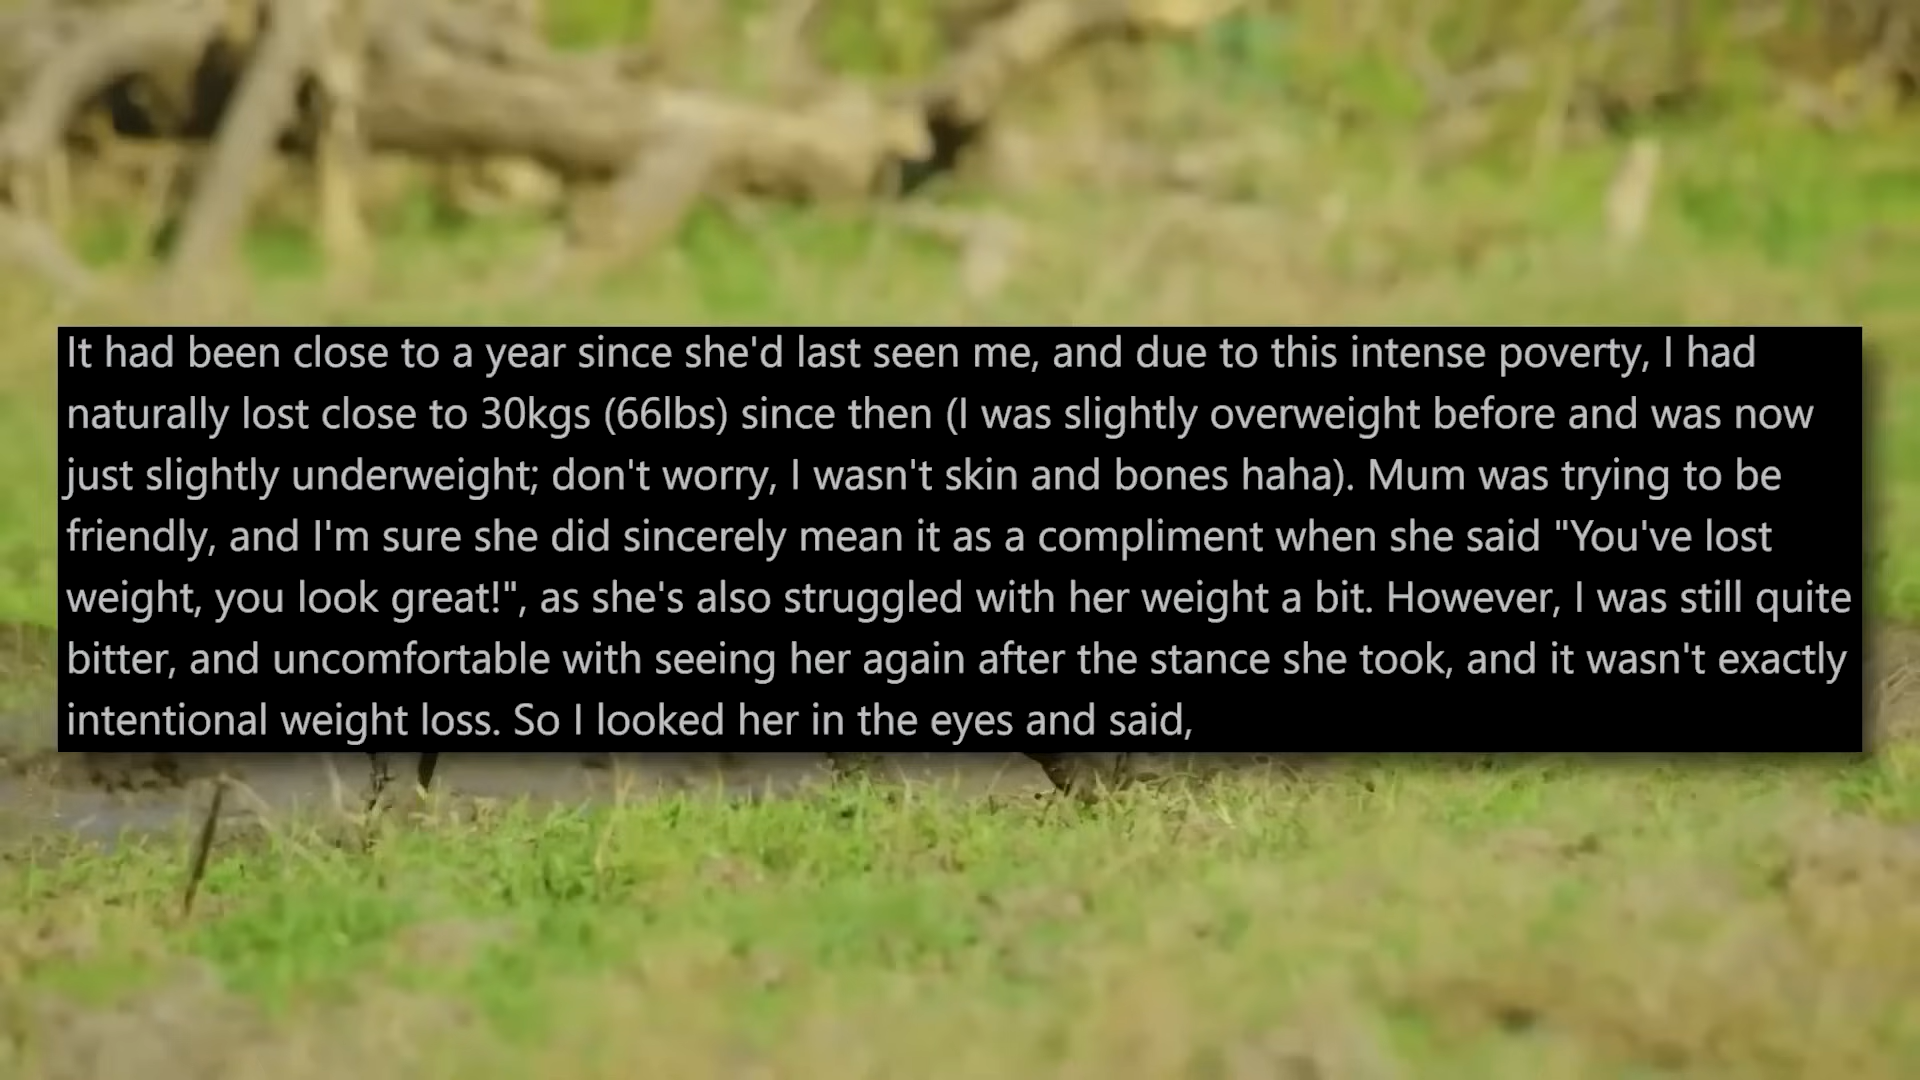 It had been close to a year since she'd last seen me, and due to this intense poverty, I had
naturally lost close to 30kgs (66lbs) since then (I was slightly overweight before and was now
just slightly underweight; don't worry, I wasn't skin and bones haha). Mum was trying to be
friendly, and I'm sure she did sincerely mean it as a compliment when she said "You've lost
weight, you look great!", as she's also struggled with her weight a bit. However, I was still quite
bitter, and uncomfortable with seeing her again after the stance she took, and it wasn't exactly
intentional weight loss. So I looked her in the eyes and said,